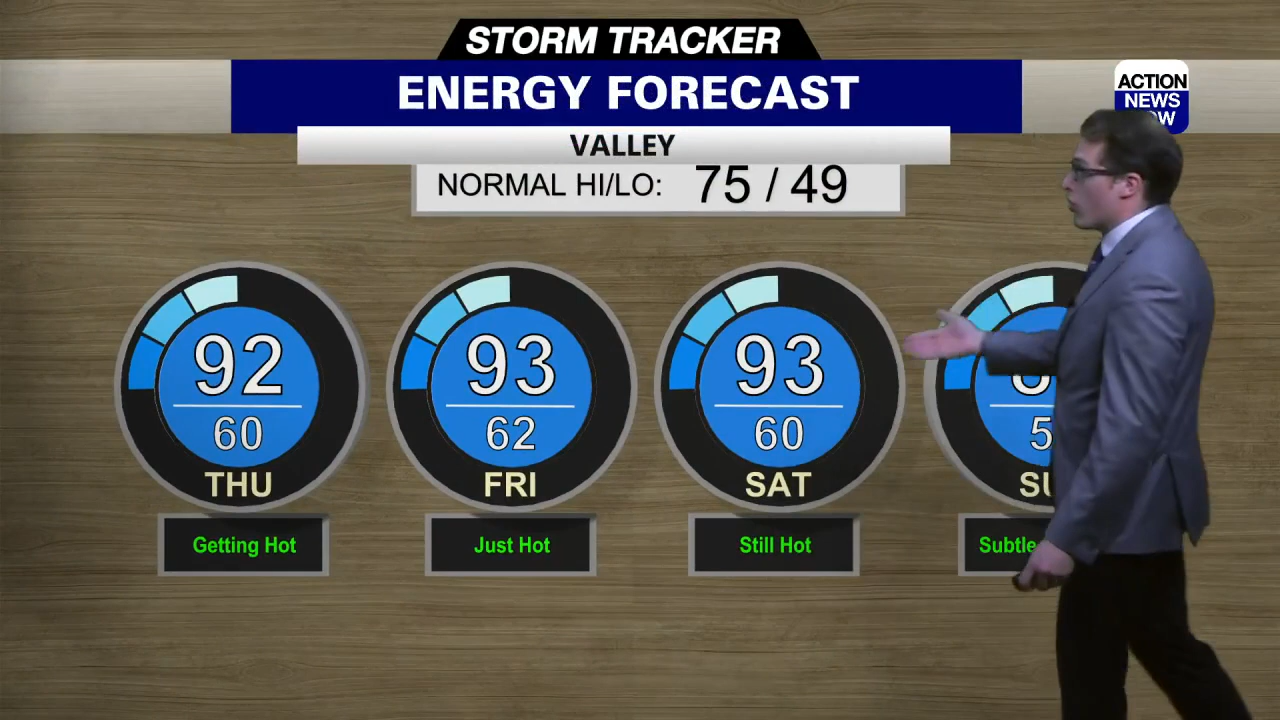 STORM TRACKER
ENERGY FORECAST
ACTION
NEWS
VALLEY
NORMAL HI/LO: 75 / 49
92 93 93
60 62 60
THU FRI SAT
Getting Hot Just Hot Still Hot Subtle